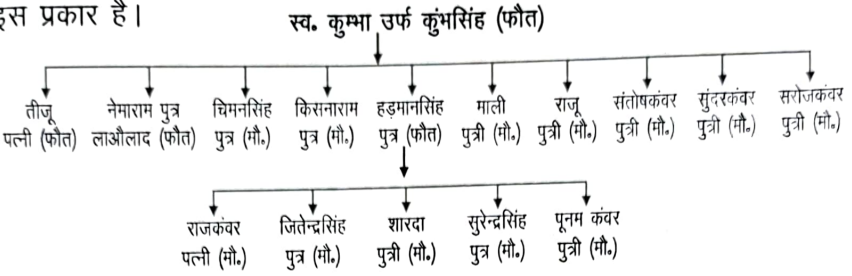 इस प्रकार है।
स्व. कुम्भा उर्फ कुंभसिंह (फौत)
तीजू नेमाराम पुत्र चिमनसिंह किसनाराम हड़मानसिंह माली राजू संतोषकंवर सुंदरकंवर सरोजकंवर
पत्नी (फौत) लाऔलाद (फौत) पुत्र (मौ.) पुत्र (मौ.) पुत्र (फौत) पुत्री (मौ.) पुत्री (मौ.) पुत्री (मौ.) पुत्री (मौ.) पुत्री (मौ.)
राजकंवर जितेन्द्रसिंह शारदा सुरेन्द्रसिंह पूनम कंवर
पत्नी (मौ.) पुत्र (मौ.) पुत्री (मौ.) पुत्र (मौ.) पुत्री (मौ.)